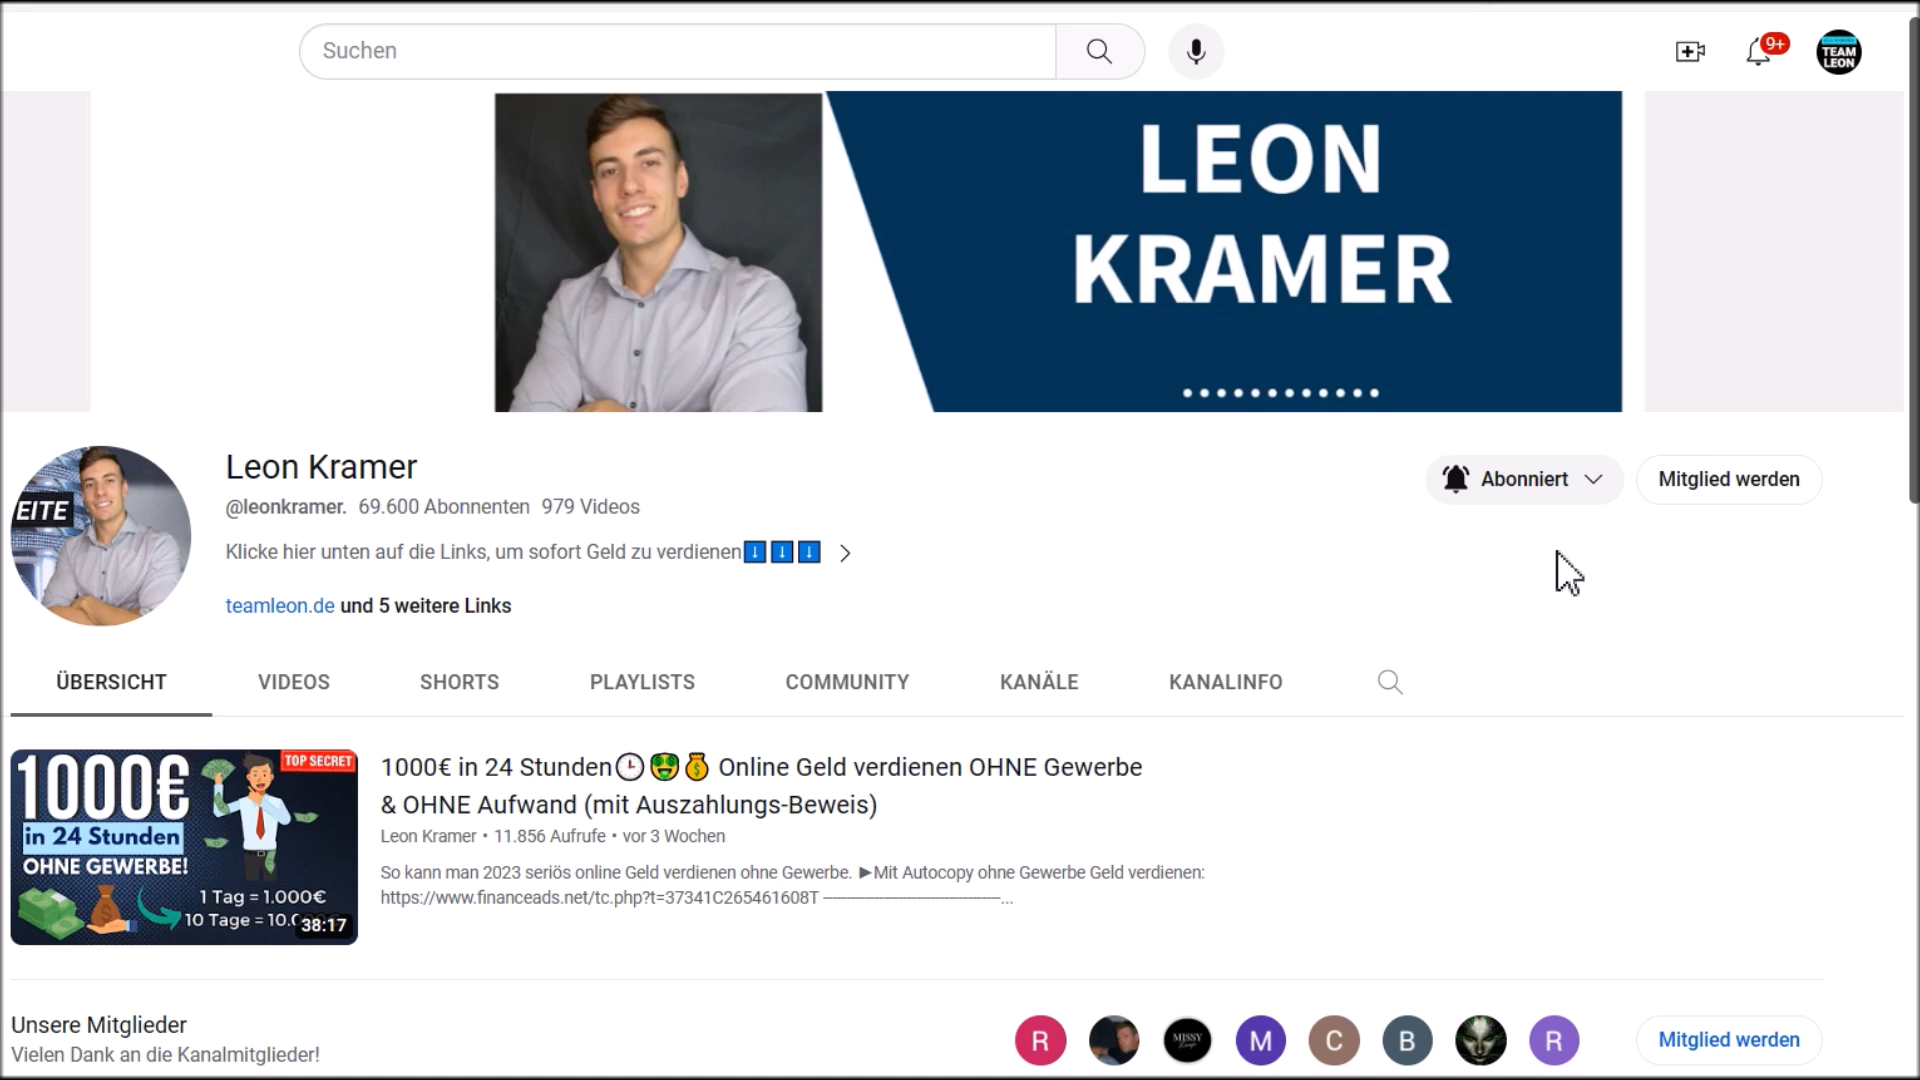 Suchen
9+
TEAM
LEON
LEON
KRAMER
EITE
Leon Kramer
@leonkramer. 69.600 Abonnenten 979 Videos
Klicke hier unten auf die Links, um sofort Geld zu verdienen⬇️⬇️⬇️
teamleon.de und 5 weitere Links
Abonniert
Mitglied werden
ÜBERSICHT VIDEOS SHORTS PLAYLISTS COMMUNITY KANÄLE KANALINFO
TOP SECRET
1000€
in 24 Stunden
OHNE GEWERBE!
1 Tag = 1.000€
10 Tage = 10.0
38:17
1000€ in 24 Stunden🕒🤑💰 Online Geld verdienen OHNE Gewerbe
& OHNE Aufwand (mit Auszahlungs-Beweis)
Leon Kramer • 11.856 Aufrufe • vor 3 Wochen
So kann man 2023 seriös online Geld verdienen ohne Gewerbe. ►Mit Autocopy ohne Gewerbe Geld verdienen:
https://www.financeads.net/tc.php?t=37341C265461608T ----------------------------------------...
Unsere Mitglieder
Vielen Dank an die Kanalmitglieder!
R
MISSY
M
C
B
R
Mitglied werden